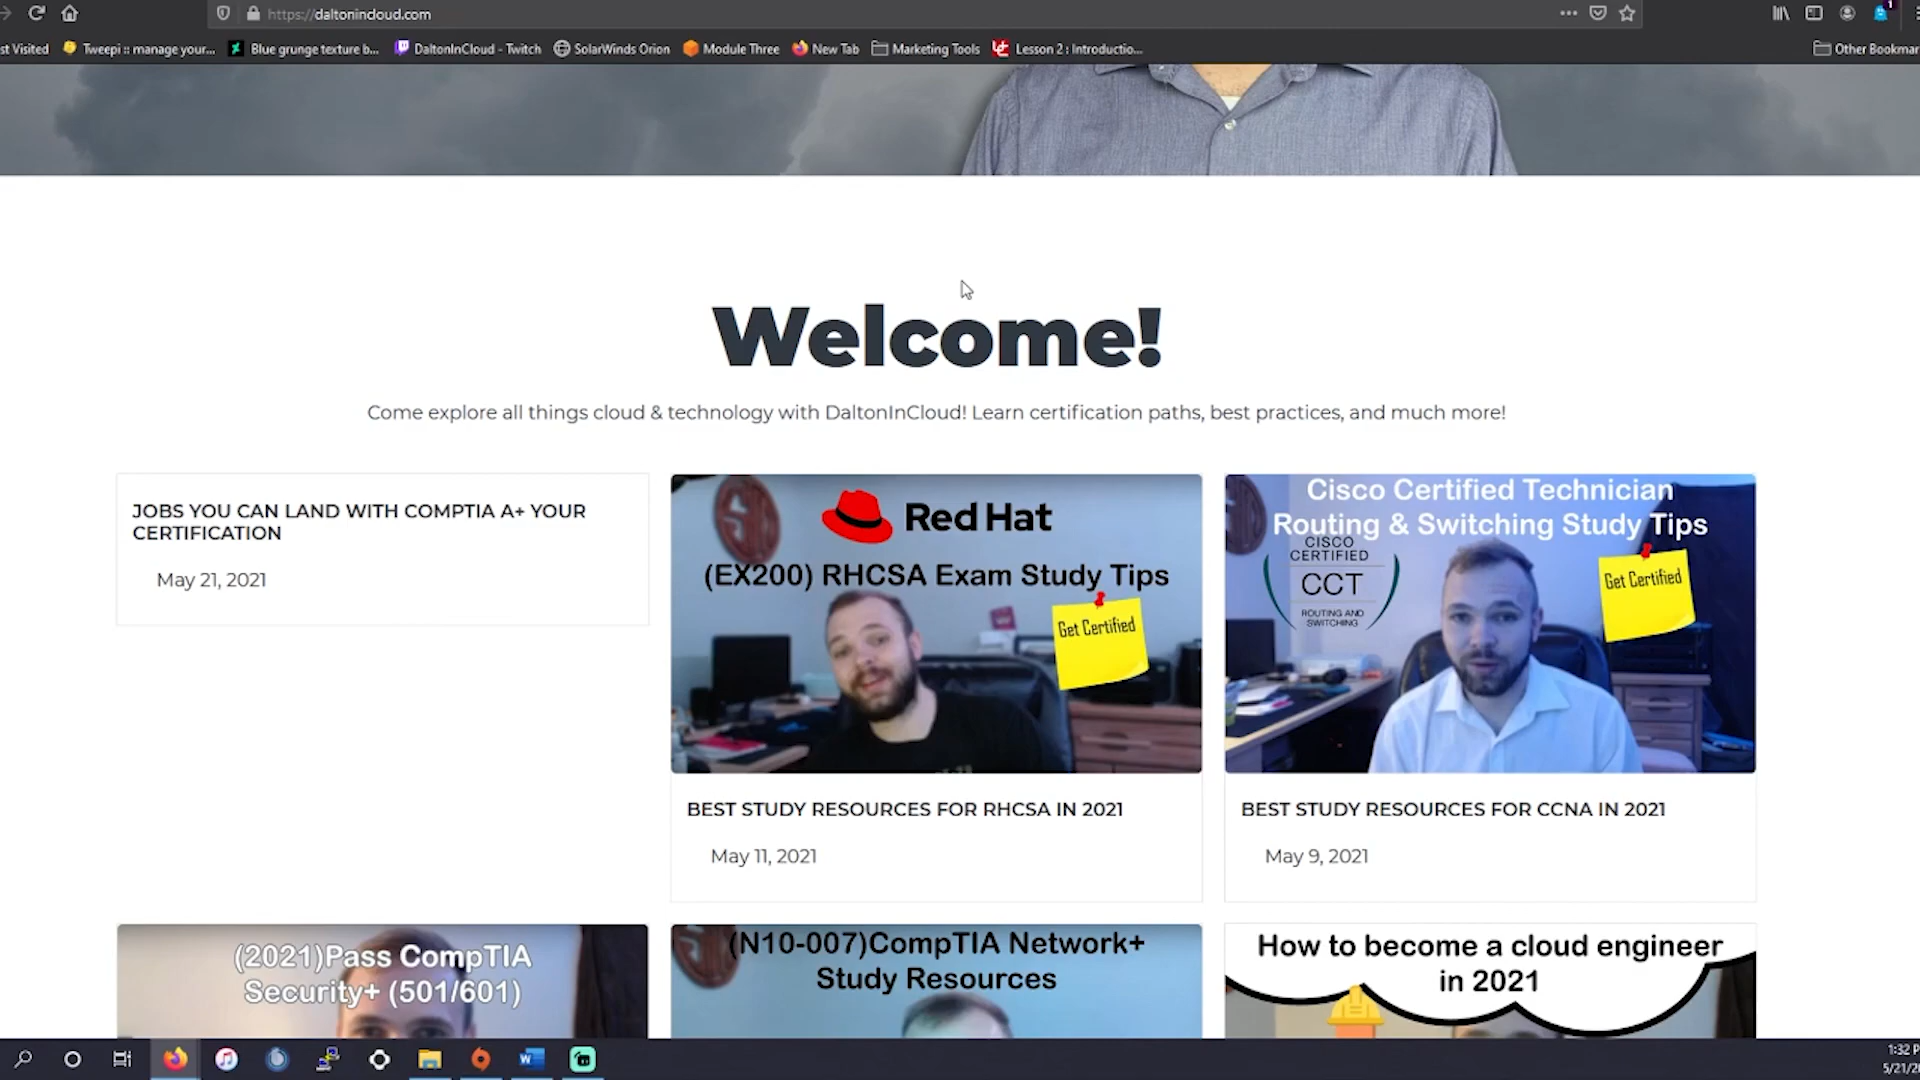 https://daltonincloud.com
st Visited
Tweepi :: manage your...
Blue grunge texture b...
DaltonInCloud - Twitch
SolarWinds Orion
Module Three
New Tab
Marketing Tools
Lesson 2 : Introductio...
Other Bookmar
Welcome!
Come explore all things cloud & technology with DaltonInCloud! Learn certification paths, best practices, and much more!
JOBS YOU CAN LAND WITH COMPTIA A+ YOUR
CERTIFICATION
May 21, 2021
Red Hat
(EX200) RHCSA Exam Study Tips
Get Certified
BEST STUDY RESOURCES FOR RHCSA IN 2021
May 11, 2021
Cisco Certified Technician
Routing & Switching Study Tips
CISCO
CERTIFIED
CCT
ROUTING AND
SWITCHING
Get Certified
BEST STUDY RESOURCES FOR CCNA IN 2021
May 9, 2021
(2021)Pass CompTIA
Security+ (501/601)
(N10-007)CompTIA Network+
Study Resources
How to become a cloud engineer
in 2021
1:32 P
5/21/20